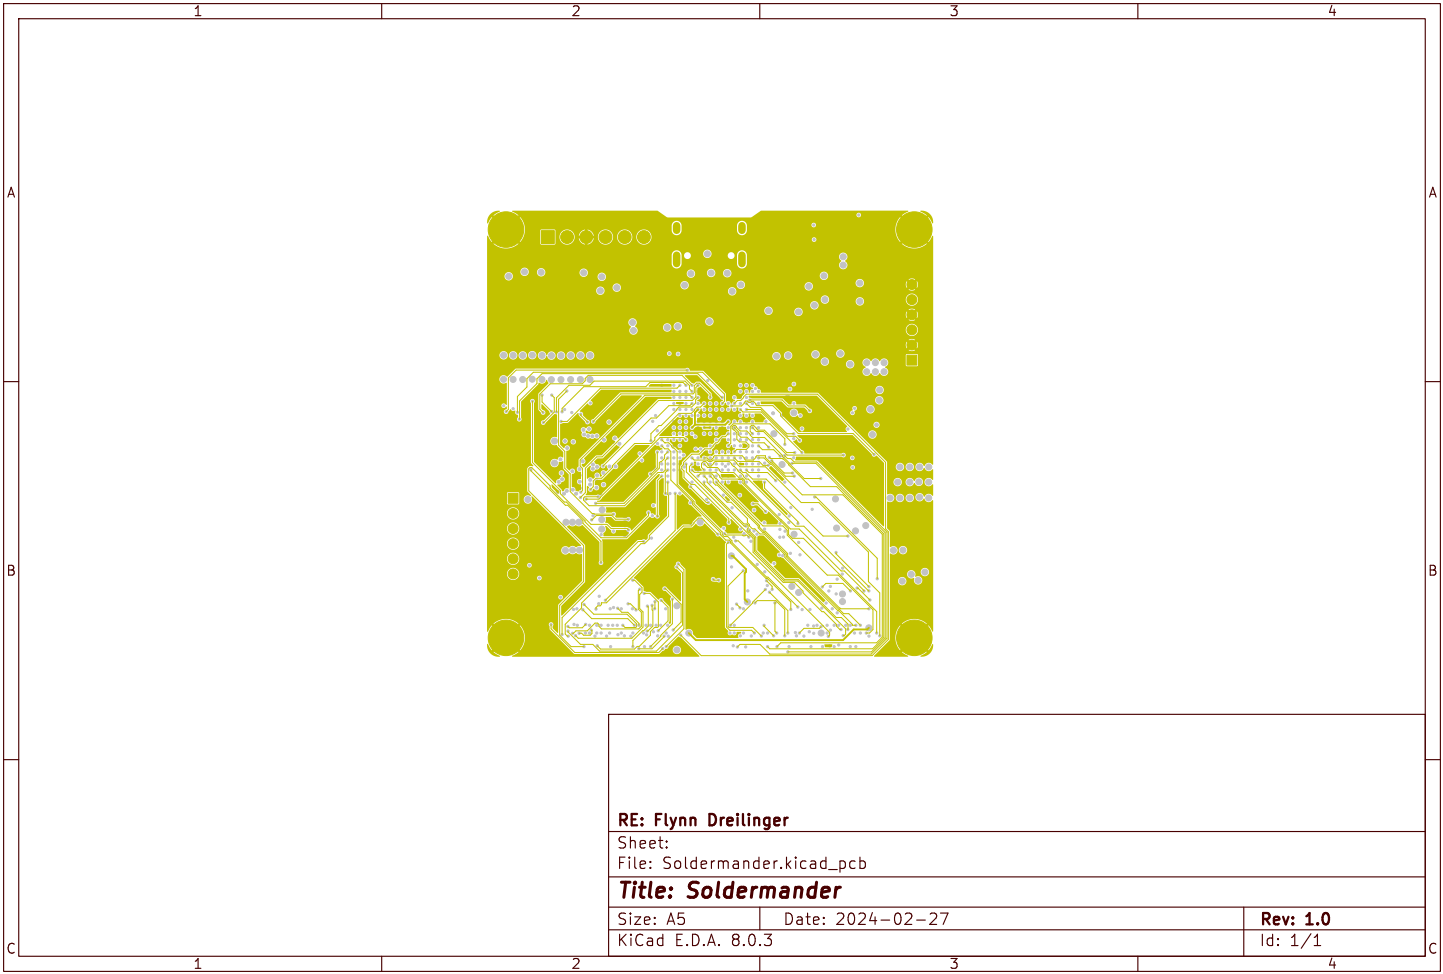 1 2 3 4
A A
B B
RE: Flynn Dreilinger
Sheet:
File: Soldermander.kicad_pcb
Title: Soldermander
Size: A5 Date: 2024-02-27 Rev: 1.0
KiCad E.D.A. 8.0.3 Id: 1/1
C C
1 2 3 4